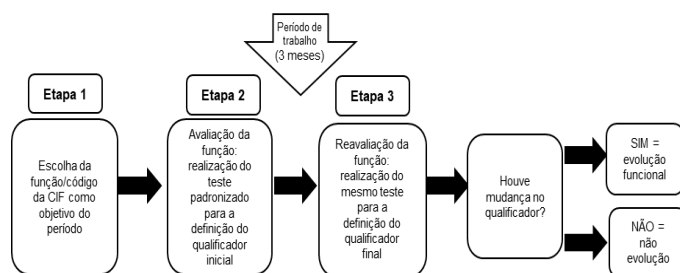 Período de
trabalho
(3 meses)
Etapa 1
Etapa 2
Etapa 3
Escolha da
função/código
da CIF como
objetivo do
período
Avaliação da
função:
realização do
teste
padronizado
para a
definição do
qualificador
inicial
Reavaliação da
função:
realização do
mesmo teste
para a
definição do
qualificador
final
Houve
mudança no
qualificador?
SIM =
evolução
funcional
NÃO =
não
evolução